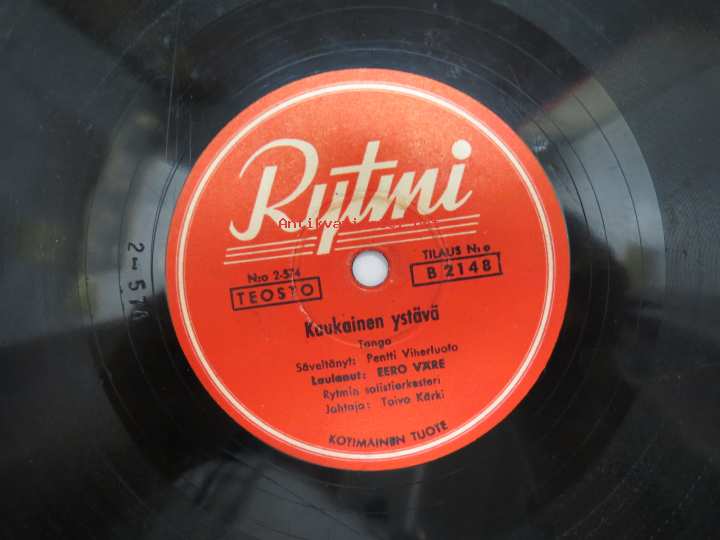 Rytmi
N:o 2-574
TEOSTO
TILAUS N:o
B 2148
Kaukainen ystävä
Tango
Säveltänyt: Pentti Viherluoto
Laulanut: EERO VÄRE
Rytmin solistiorkesteri
Johtaja: Toivo Kärki
KOTIMAINEN TUOTE
2-574